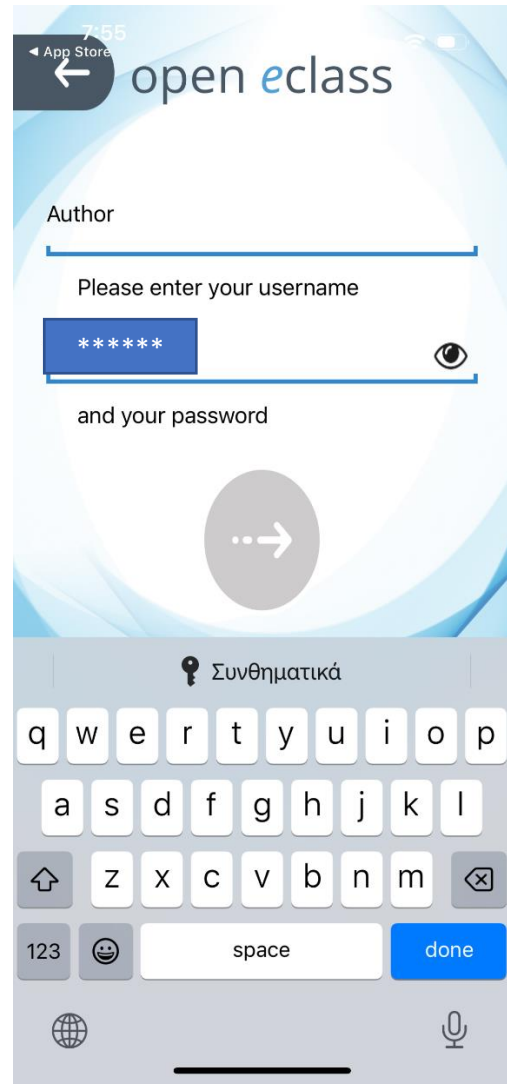 7:55
◄ App Store
open eclass
Author
Please enter your username
******
and your password
Συνθηματικά
q w e r t y u i o p
a s d f g h j k l
z x c v b n m
123 space done